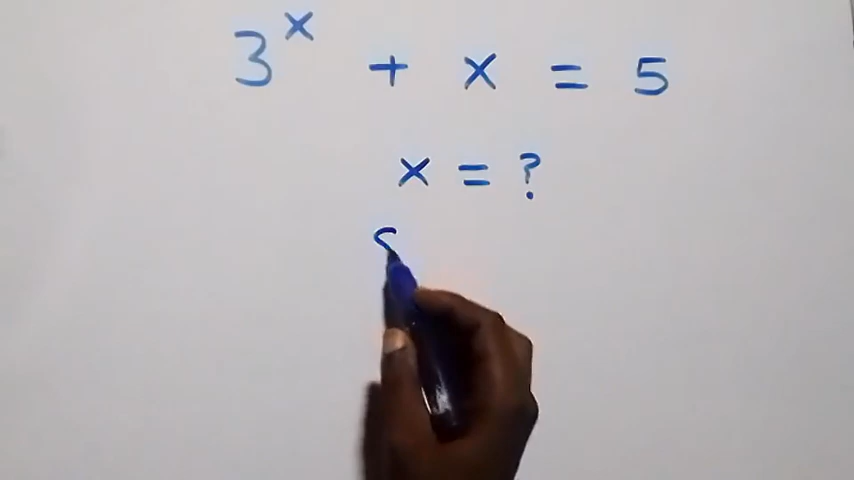 3^x + x = 5
x = ?
S